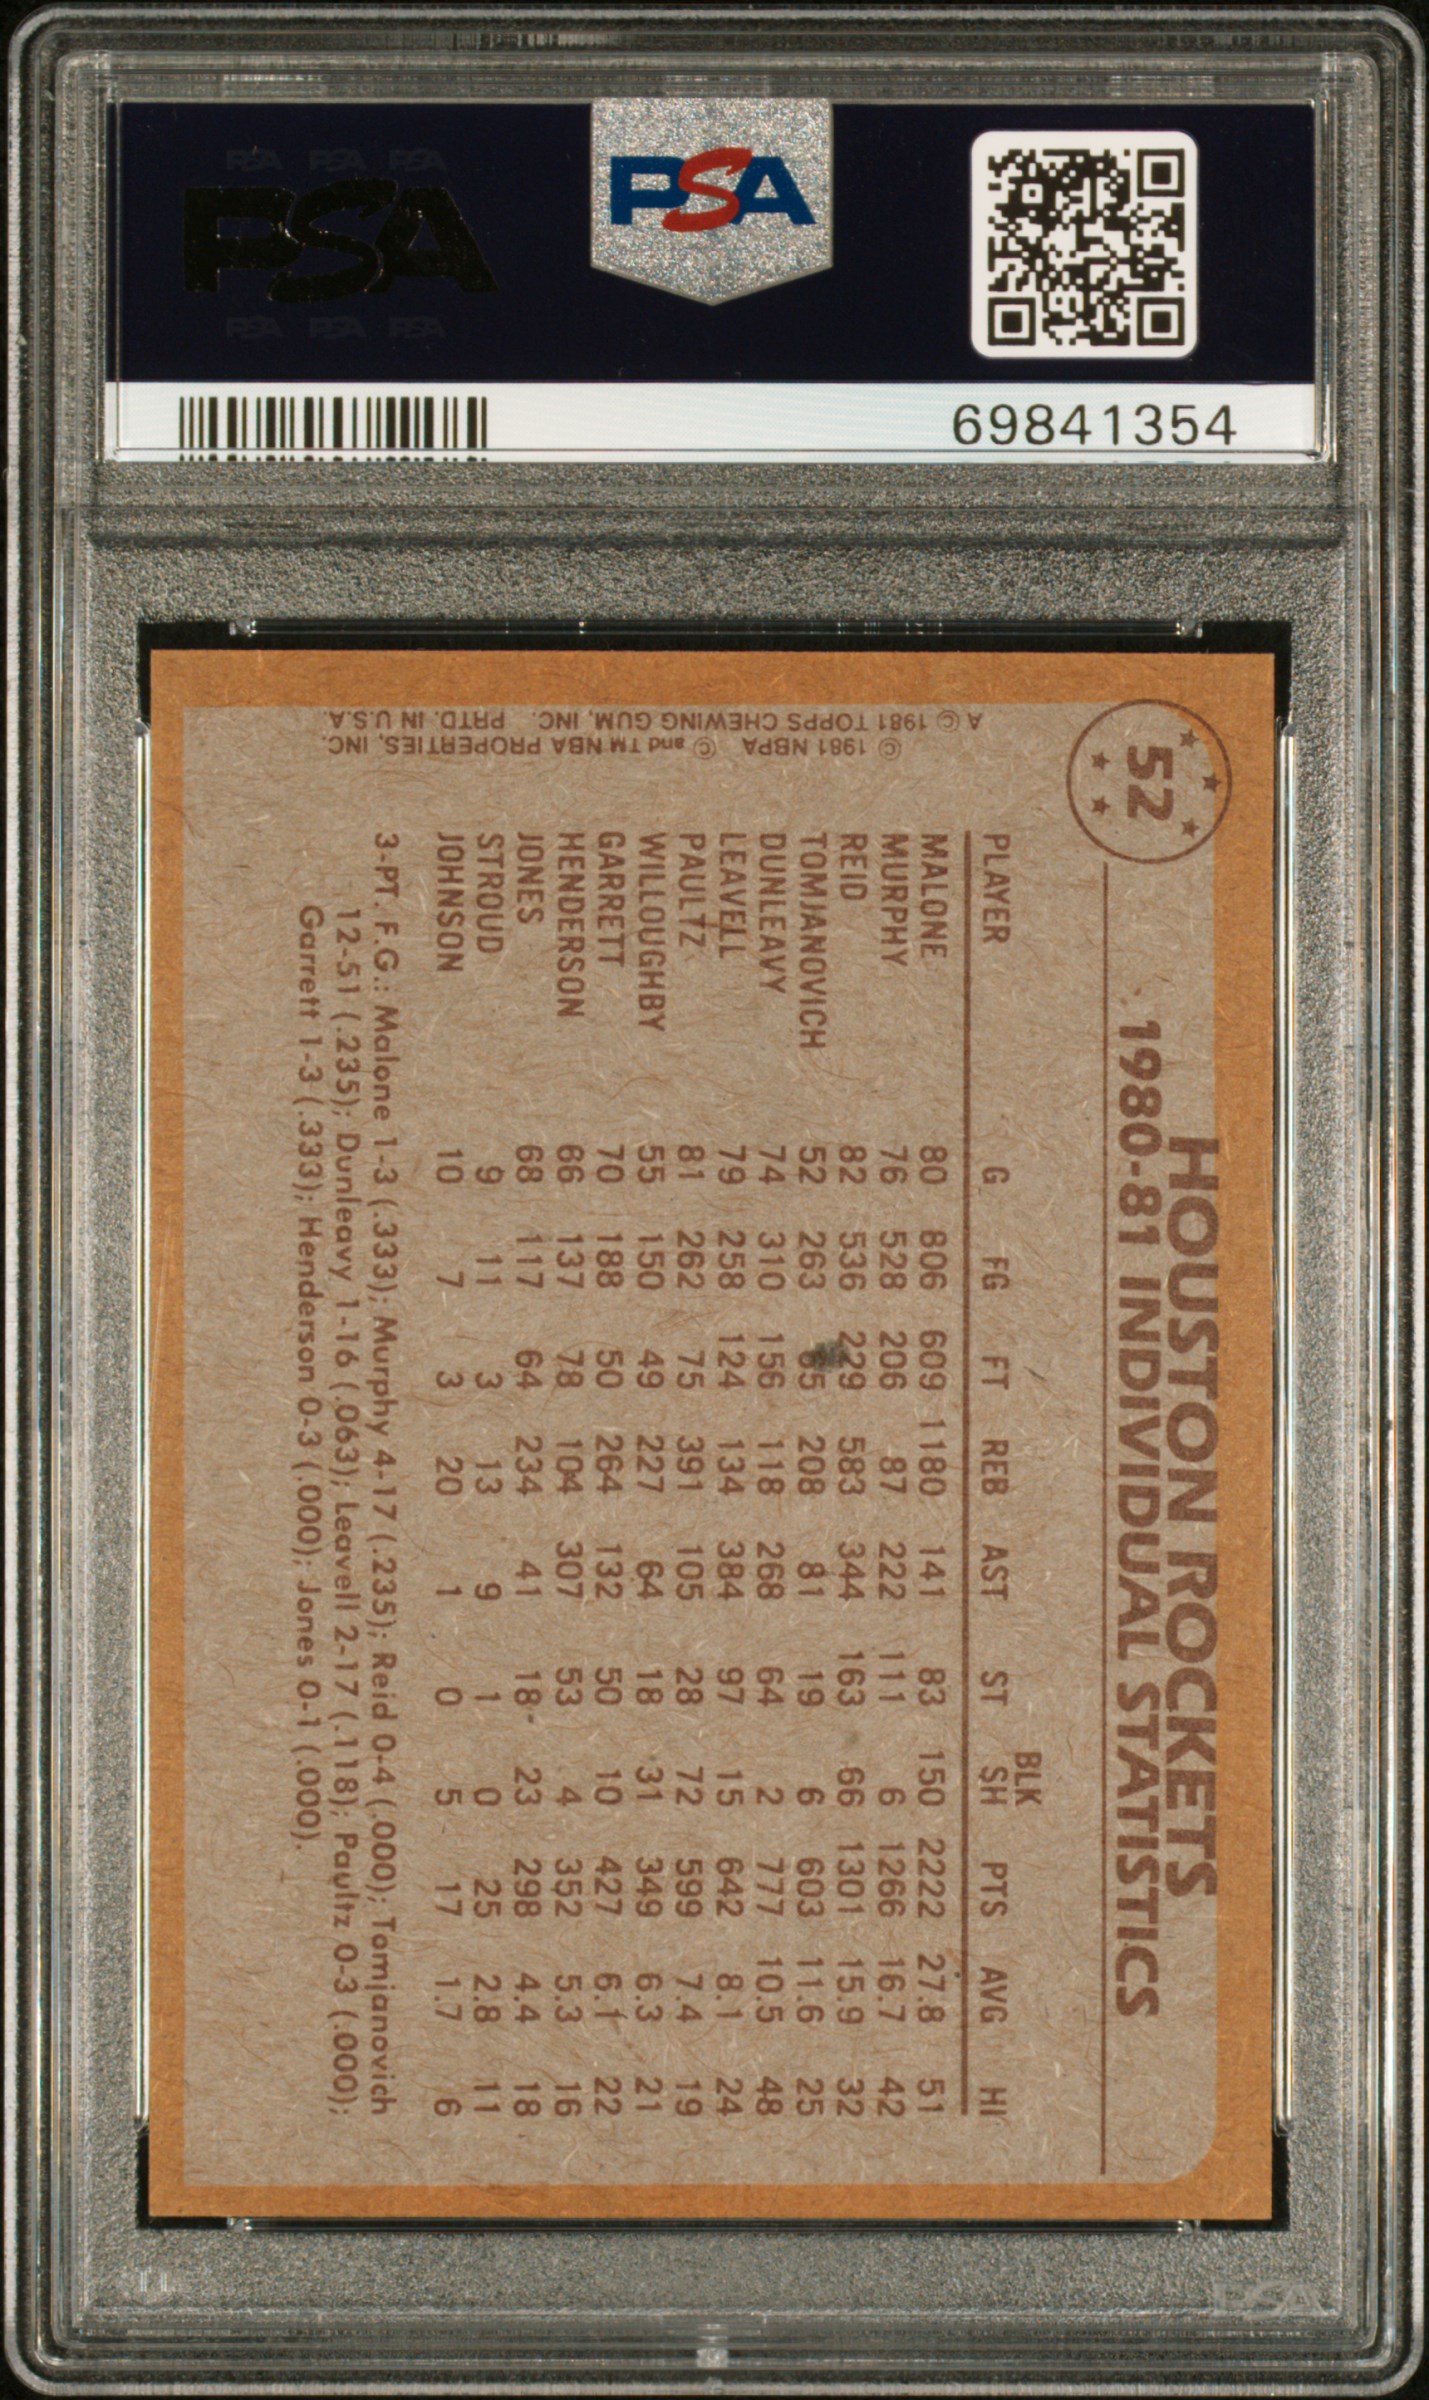 PSA PSA PSA
PSA
PSA PSA PSA
PSA
69841354
52
HOUSTON ROCKETS
1980-81 INDIVIDUAL STATISTICS
PLAYER G FG FT REB AST ST BLK SH PTS AVG HI
MALONE 80 806 609 1180 141 83 150 2222 27.8 51
MURPHY 76 528 206 87 222 111 6 1266 16.7 42
REID 82 536 229 583 344 163 66 1301 15.9 32
TOMJANOVICH 52 263 208 81 19 6 603 11.6 25
DUNLEAVY 74 310 156 118 268 64 2 777 10.5 48
LEAVELL 79 258 124 134 384 97 15 642 8.1 24
PAULTZ 81 262 75 391 105 28 72 599 7.4 19
WILLOUGHBY 55 150 49 227 64 18 31 349 6.3 21
GARRETT 70 188 50 264 132 50 10 427 6.1 22
HENDERSON 66 137 78 104 307 53 4 352 5.3 16
JONES 68 117 64 234 41 18 23 298 4.4 18
STROUD 9 11 3 13 9 1 0 25 2.8 11
JOHNSON 10 7 3 20 1 0 5 17 1.7 6
3-PT. F.G.: Malone 1-3 (.333); Murphy 4-17 (.235); Reid 0-4 (.000); Tomjanovich
12-51 (.235); Dunleavy 1-16 (.063); Leavell 2-17 (.118); Paultz 0-3 (.000);
Garrett 1-3 (.333); Henderson 0-3 (.000); Jones 0-1 (.000).
A © 1981 TOPPS CHEWING GUM, INC. PRTD. IN U.S.A.
© 1981 NBPA © and TM NBA PROPERTIES, INC.
PSA